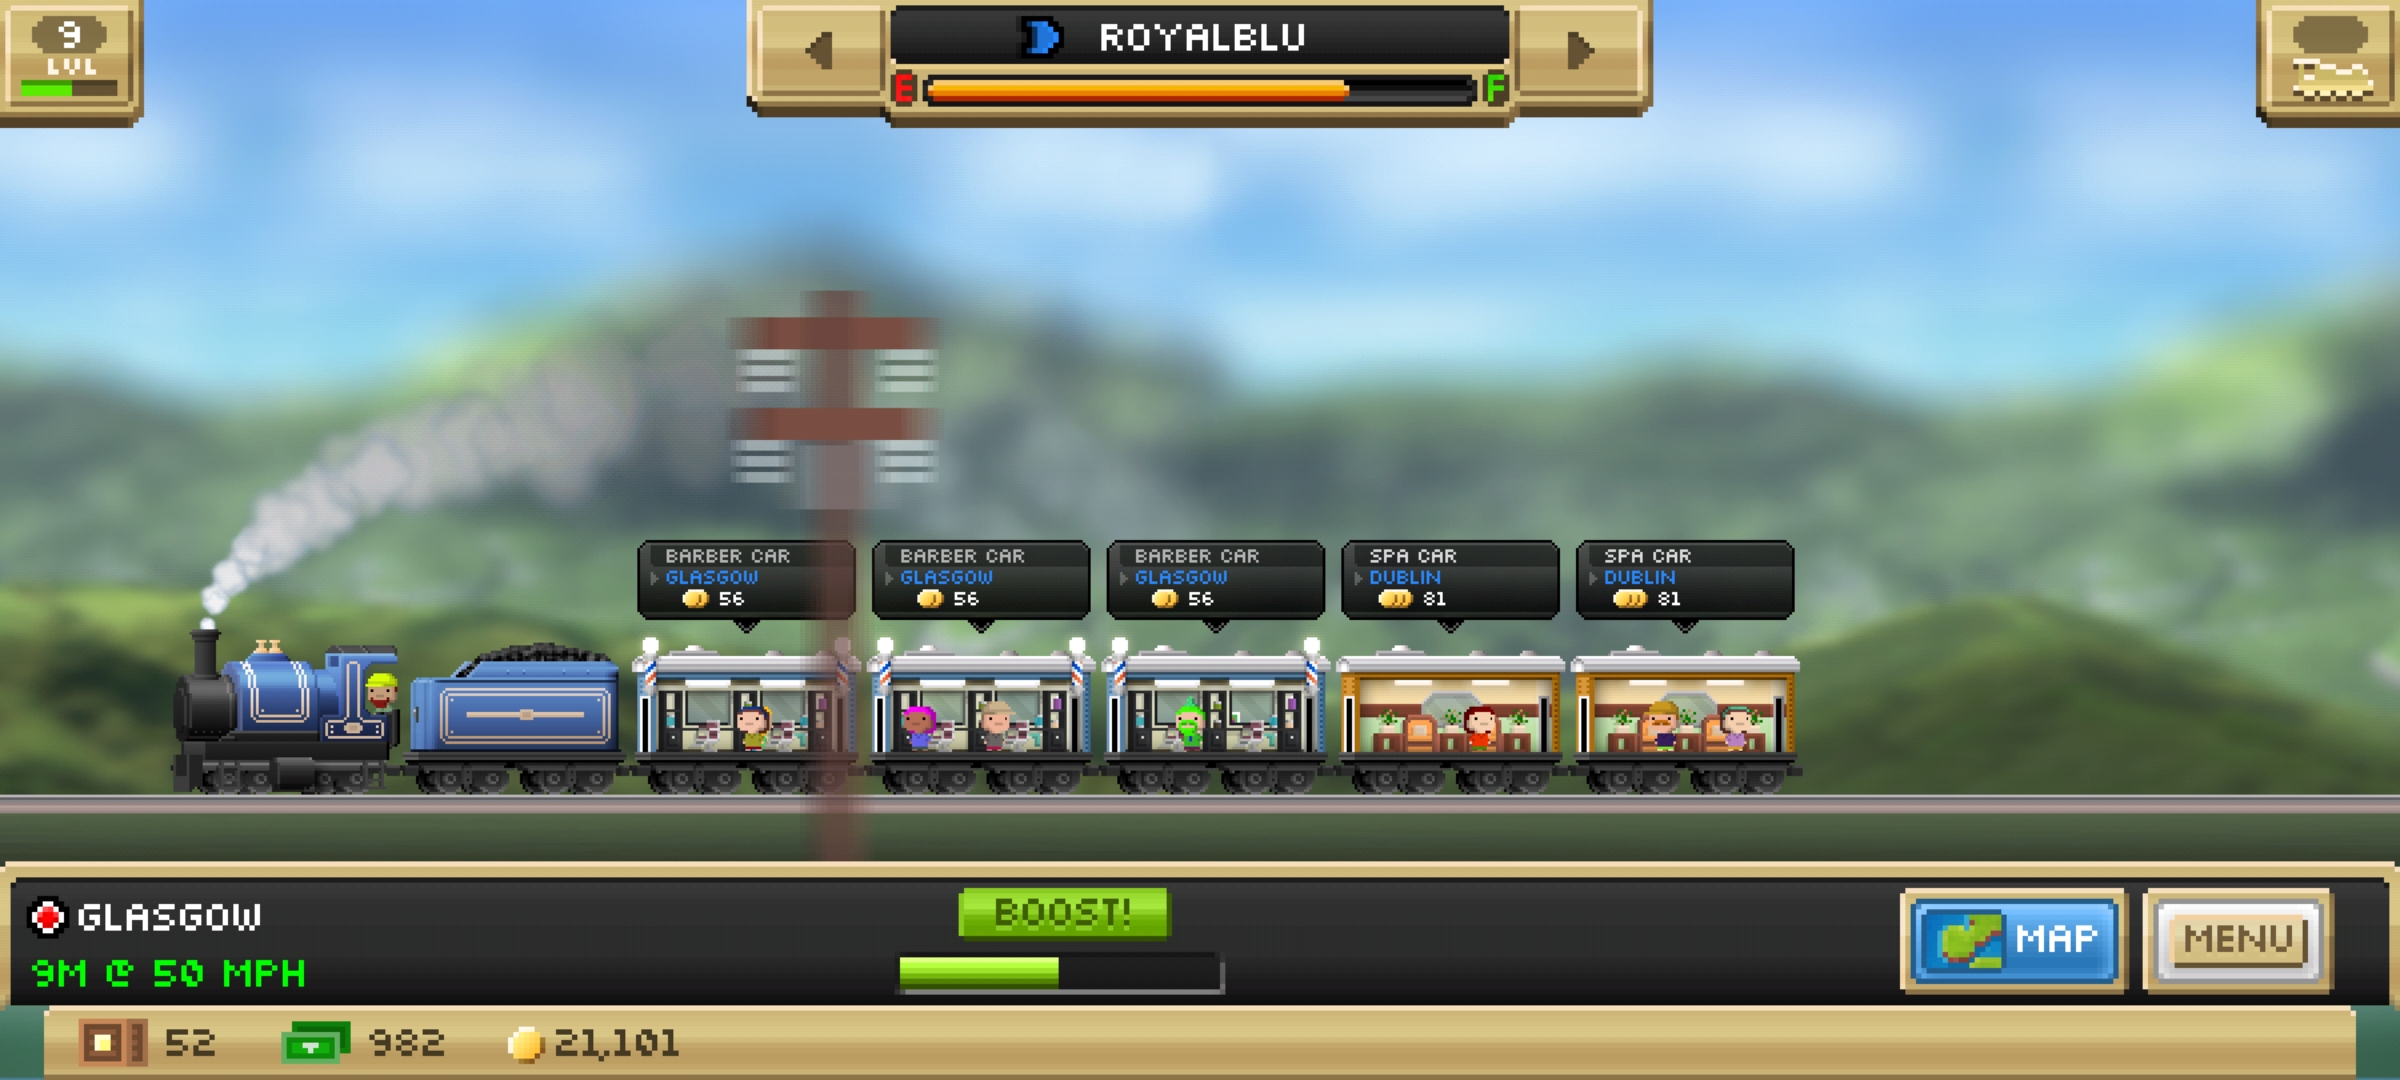 9
LVL
ROYALBLU
E
F
BARBER CAR
GLASGOW
56
BARBER CAR
GLASGOW
56
BARBER CAR
GLASGOW
56
SPA CAR
DUBLIN
81
SPA CAR
DUBLIN
81
GLASGOW
9M @ 50 MPH
BOOST!
MAP
MENU
52
982
21,101